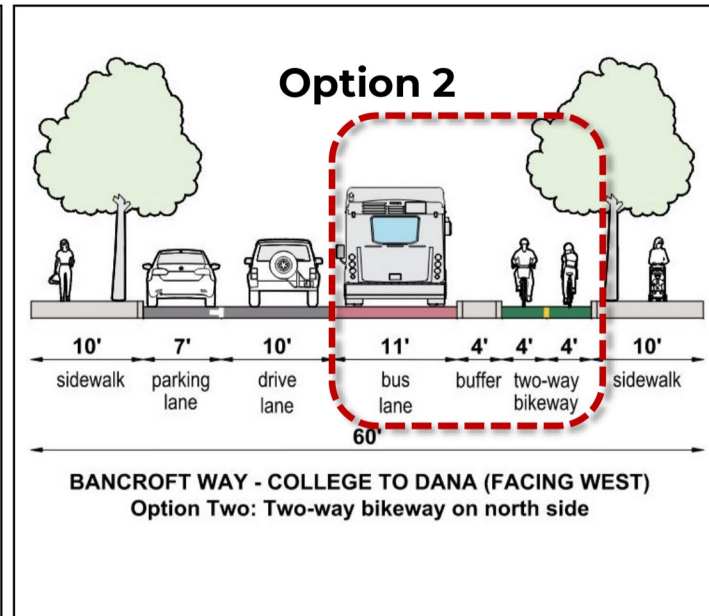 Option 2
10' 7' 10' 11' 4' 4' 4' 10'
sidewalk parking lane drive lane bus lane buffer two-way bikeway sidewalk
60'
BANCROFT WAY - COLLEGE TO DANA (FACING WEST)
Option Two: Two-way bikeway on north side